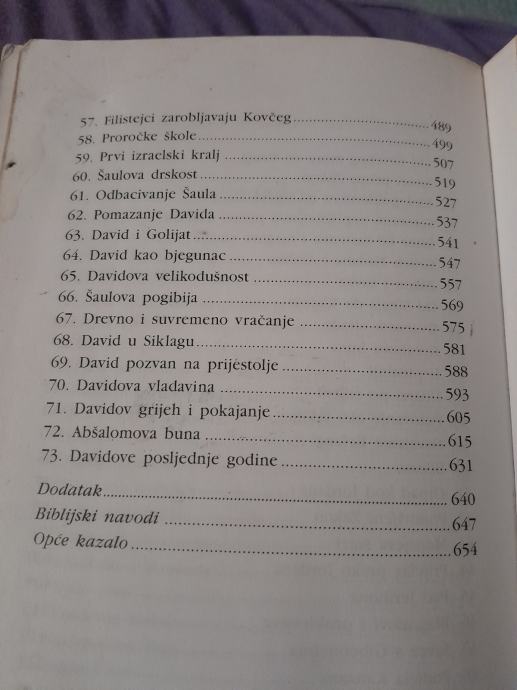 57. Filistejci zarobljavaju Kovčeg 489
58. Proročke škole 499
59. Prvi izraelski kralj 507
60. Šaulova drskost 519
61. Odbacivanje Šaula 527
62. Pomazanje Davida 537
63. David i Golijat 541
64. David kao bjegunac 547
65. Davidova velikodušnost 557
66. Šaulova pogibija 569
67. Drevno i suvremeno vračanje 575
68. David u Siklagu 581
69. David pozvan na prijestolje 588
70. Davidova vladavina 593
71. Davidov grijeh i pokajanje 605
72. Abšalomova buna 615
73. Davidove posljednje godine 631
Dodatak 640
Biblijski navodi 647
Opće kazalo 654